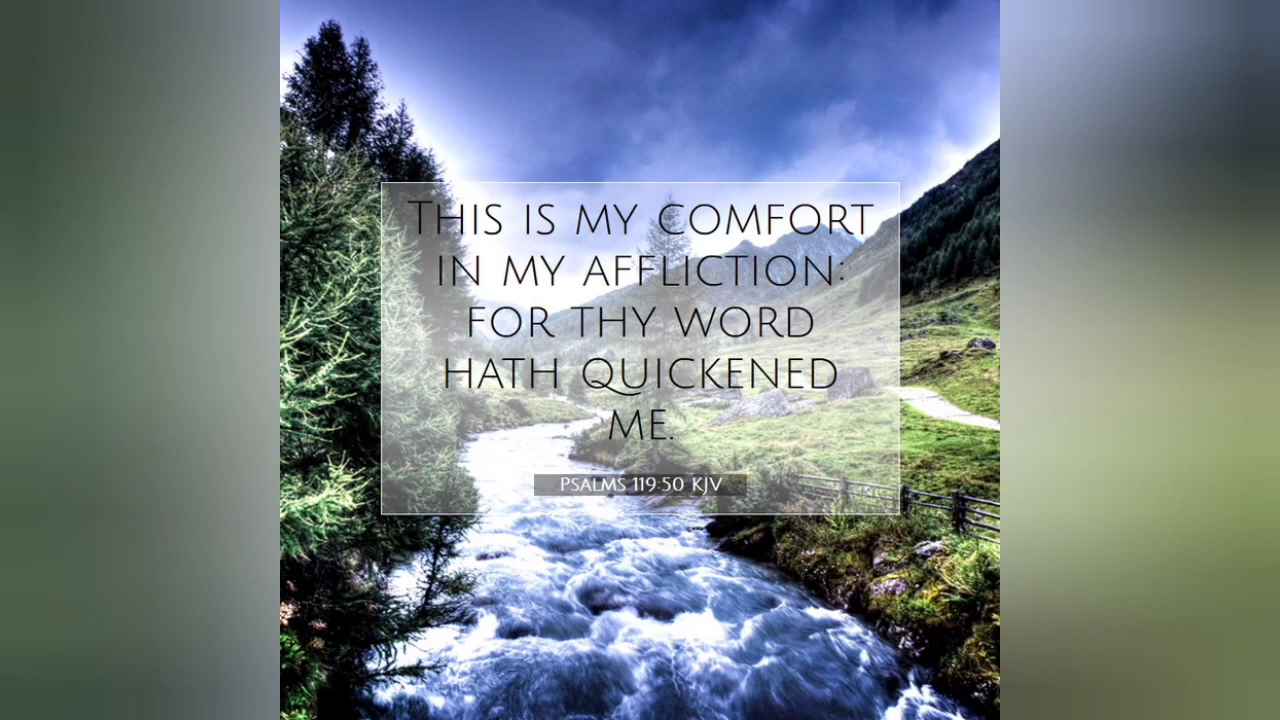 This is my comfort
in my affliction:
for thy word
hath quickened
me.
Psalms 119:50 KJV